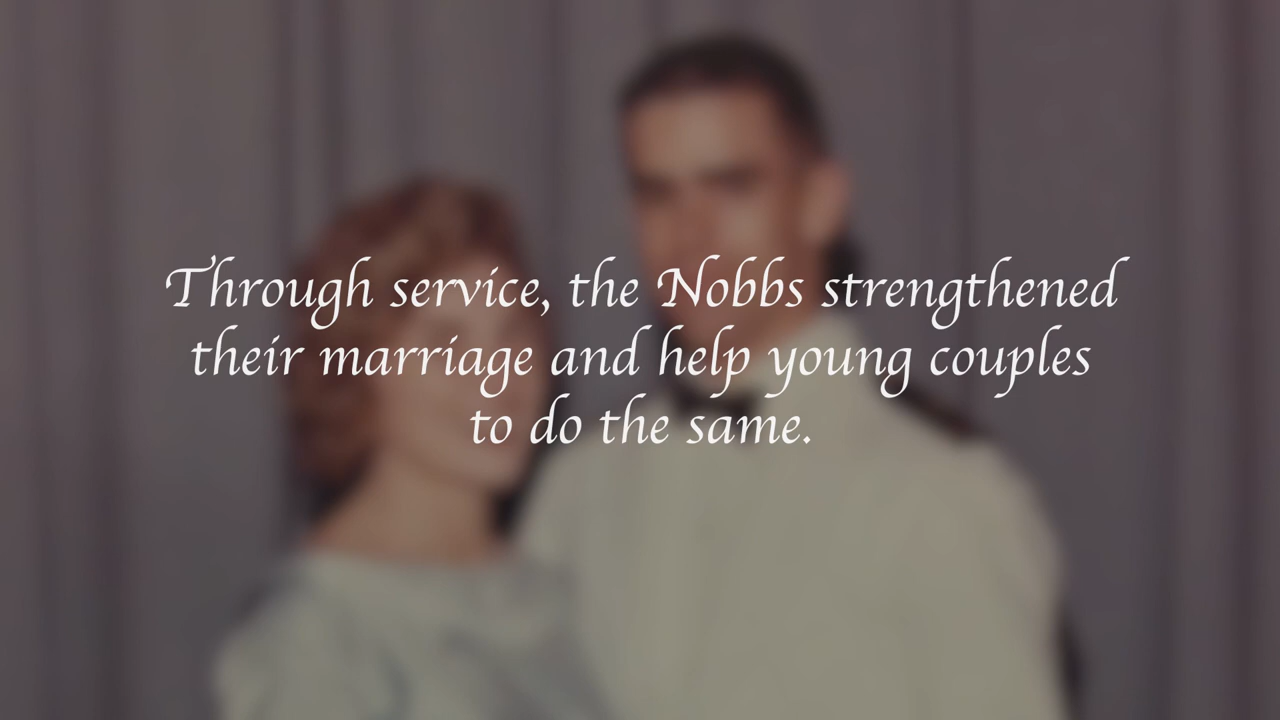 Through service, the Nobbs strengthened
their marriage and help young couples
to do the same.